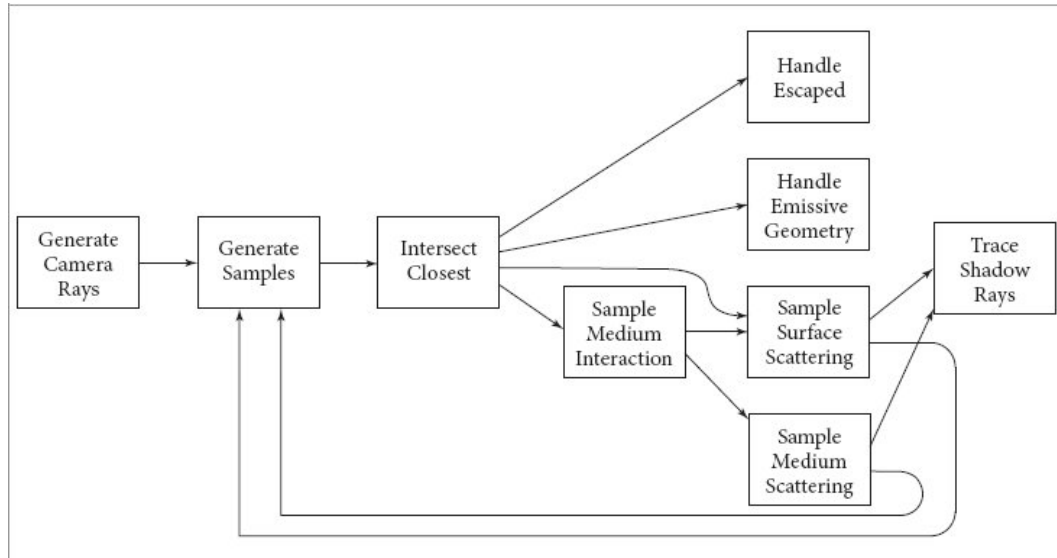 Handle
Escaped
Handle
Emissive
Geometry
Generate
Camera
Rays
Generate
Samples
Intersect
Closest
Trace
Shadow
Rays
Sample
Medium
Interaction
Sample
Surface
Scattering
Sample
Medium
Scattering